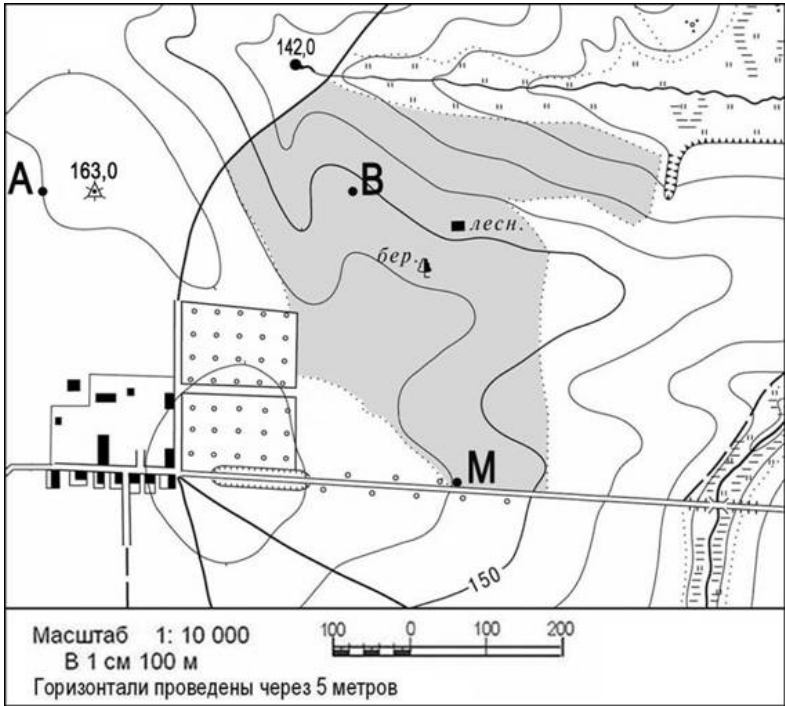 142,0
163,0
А
В
лесн.
бер.
М
150
Масштаб 1: 10 000
В 1 см 100 м
Горизонтали проведены через 5 метров
100 0 100 200